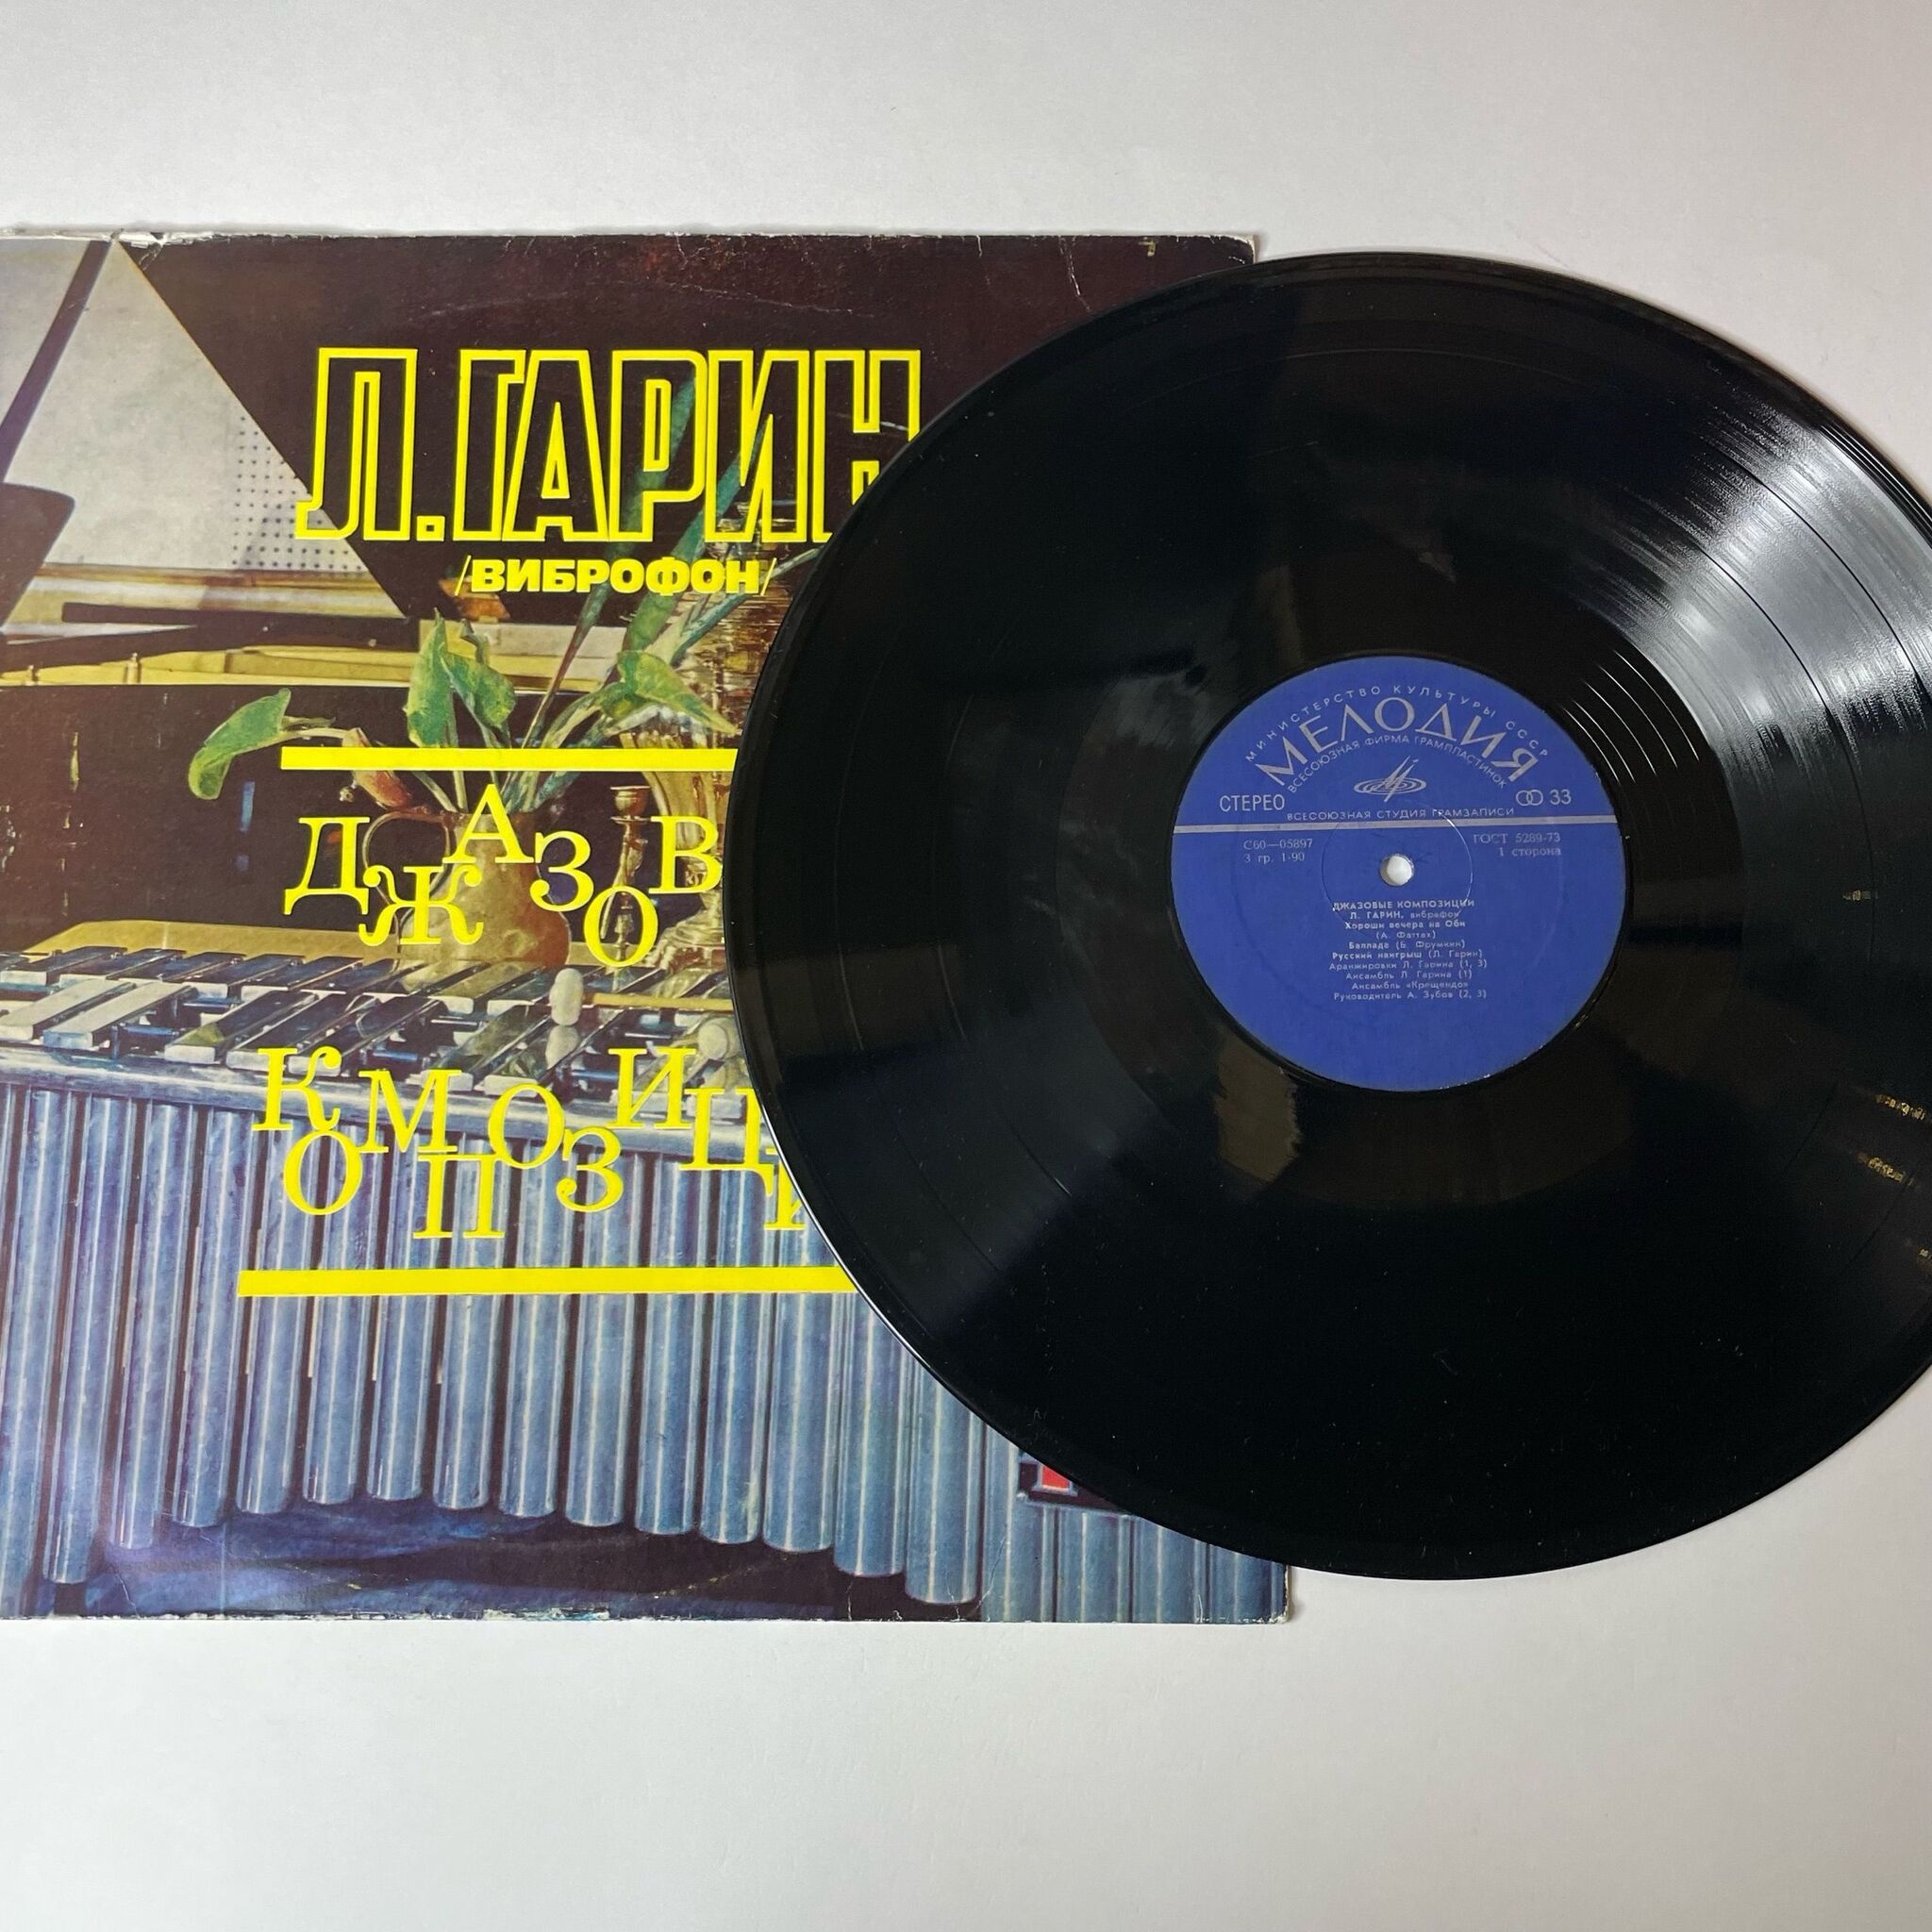 Л.ГАРИН
/ВИБРОФОН/
ДЖАЗОВ
КОМПОЗИЦИ
МИНИСТЕРСТВО КУЛЬТУРЫ СССР
МЕЛОДИЯ
ВСЕСОЮЗНАЯ ФИРМА ГРАМПЛАСТИНОК
СТЕРЕО
33
ВСЕСОЮЗНАЯ СТУДИЯ ГРАМЗАПИСИ
С60—05897
ГОСТ 5289-73
3 гр. 1-90
1 сторона
ДЖАЗОВЫЕ КОМПОЗИЦИИ
Л. ГАРИН, вибрафон
Хороши вечера на Оби
(А. Фаттах)
Баллада (Б. Фрумкин)
Русский наигрыш (Л. Гарин)
Аранжировки Л. Гарина (1, 3)
Ансамбль Л. Гарина (1)
Ансамбль «Крещендо»
Руководитель А. Зубов (2, 3)